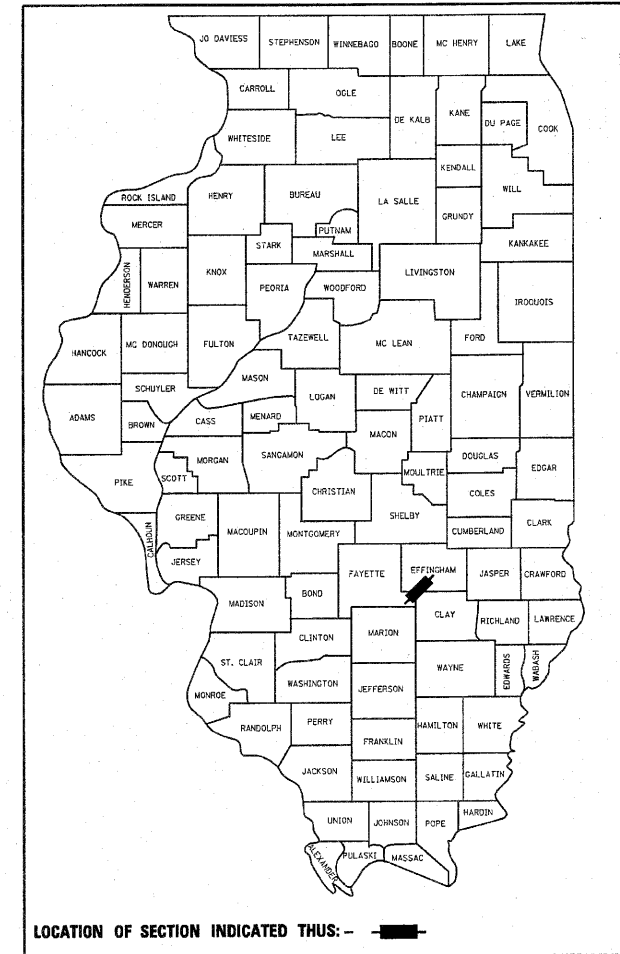 JO DAVIESS STEPHENSON WINNEBAGO BOONE MC HENRY LAKE
CARROLL OGLE DE KALB KANE DU PAGE COOK
WHITESIDE LEE
KENDALL WILL
ROCK ISLAND HENRY BUREAU LA SALLE GRUNDY
MERCER PUTNAM
STARK MARSHALL KANKAKEE
HENDERSON WARREN KNOX PEORIA WOODFORD LIVINGSTON IROQUOIS
HANCOCK MC DONOUGH FULTON TAZEWELL MC LEAN FORD
MASON
SCHUYLER LOGAN DE WITT CHAMPAIGN VERMILION
ADAMS BROWN CASS MENARD PIATT
MACON
MORGAN SANGAMON DOUGLAS
PIKE SCOTT MOULTRIE EDGAR
CHRISTIAN COLES
GREENE MACOUPIN MONTGOMERY SHELBY
CALHOUN JERSEY CUMBERLAND CLARK
FAYETTE EFFINGHAM JASPER CRAWFORD
MADISON BOND
CLAY RICHLAND LAWRENCE
CLINTON MARION
ST. CLAIR WAYNE EDWARDS WABASH
WASHINGTON JEFFERSON
MONROE
RANDOLPH PERRY HAMILTON WHITE
FRANKLIN
JACKSON WILLIAMSON SALINE GALLATIN
UNION JOHNSON POPE HARDIN
ALEXANDER PULASKI MASSAC
LOCATION OF SECTION INDICATED THUS: -